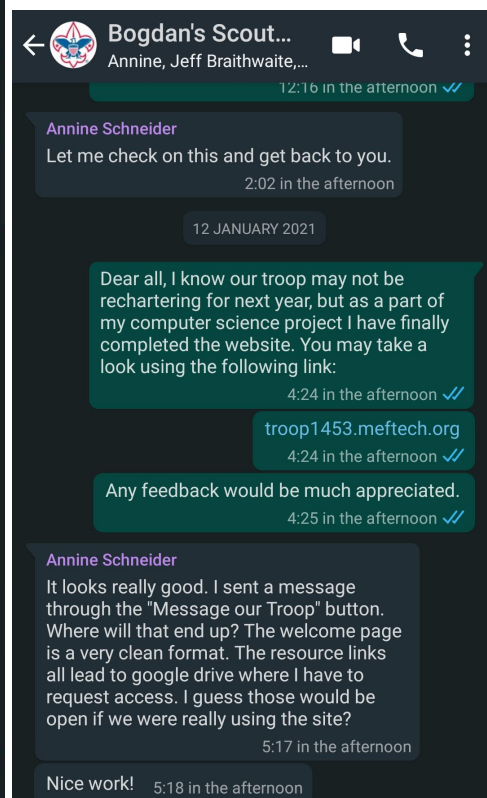 Bogdan's Scout...
Annine, Jeff Braithwaite,...
12:16 in the afternoon
Annine Schneider
Let me check on this and get back to you.
2:02 in the afternoon
12 JANUARY 2021
Dear all, I know our troop may not be
rechartering for next year, but as a part of
my computer science project I have finally
completed the website. You may take a
look using the following link:
4:24 in the afternoon
troop1453.meftech.org
4:24 in the afternoon
Any feedback would be much appreciated.
4:25 in the afternoon
Annine Schneider
It looks really good. I sent a message
through the "Message our Troop" button.
Where will that end up? The welcome page
is a very clean format. The resource links
all lead to google drive where I have to
request access. I guess those would be
open if we were really using the site?
5:17 in the afternoon
Nice work! 5:18 in the afternoon